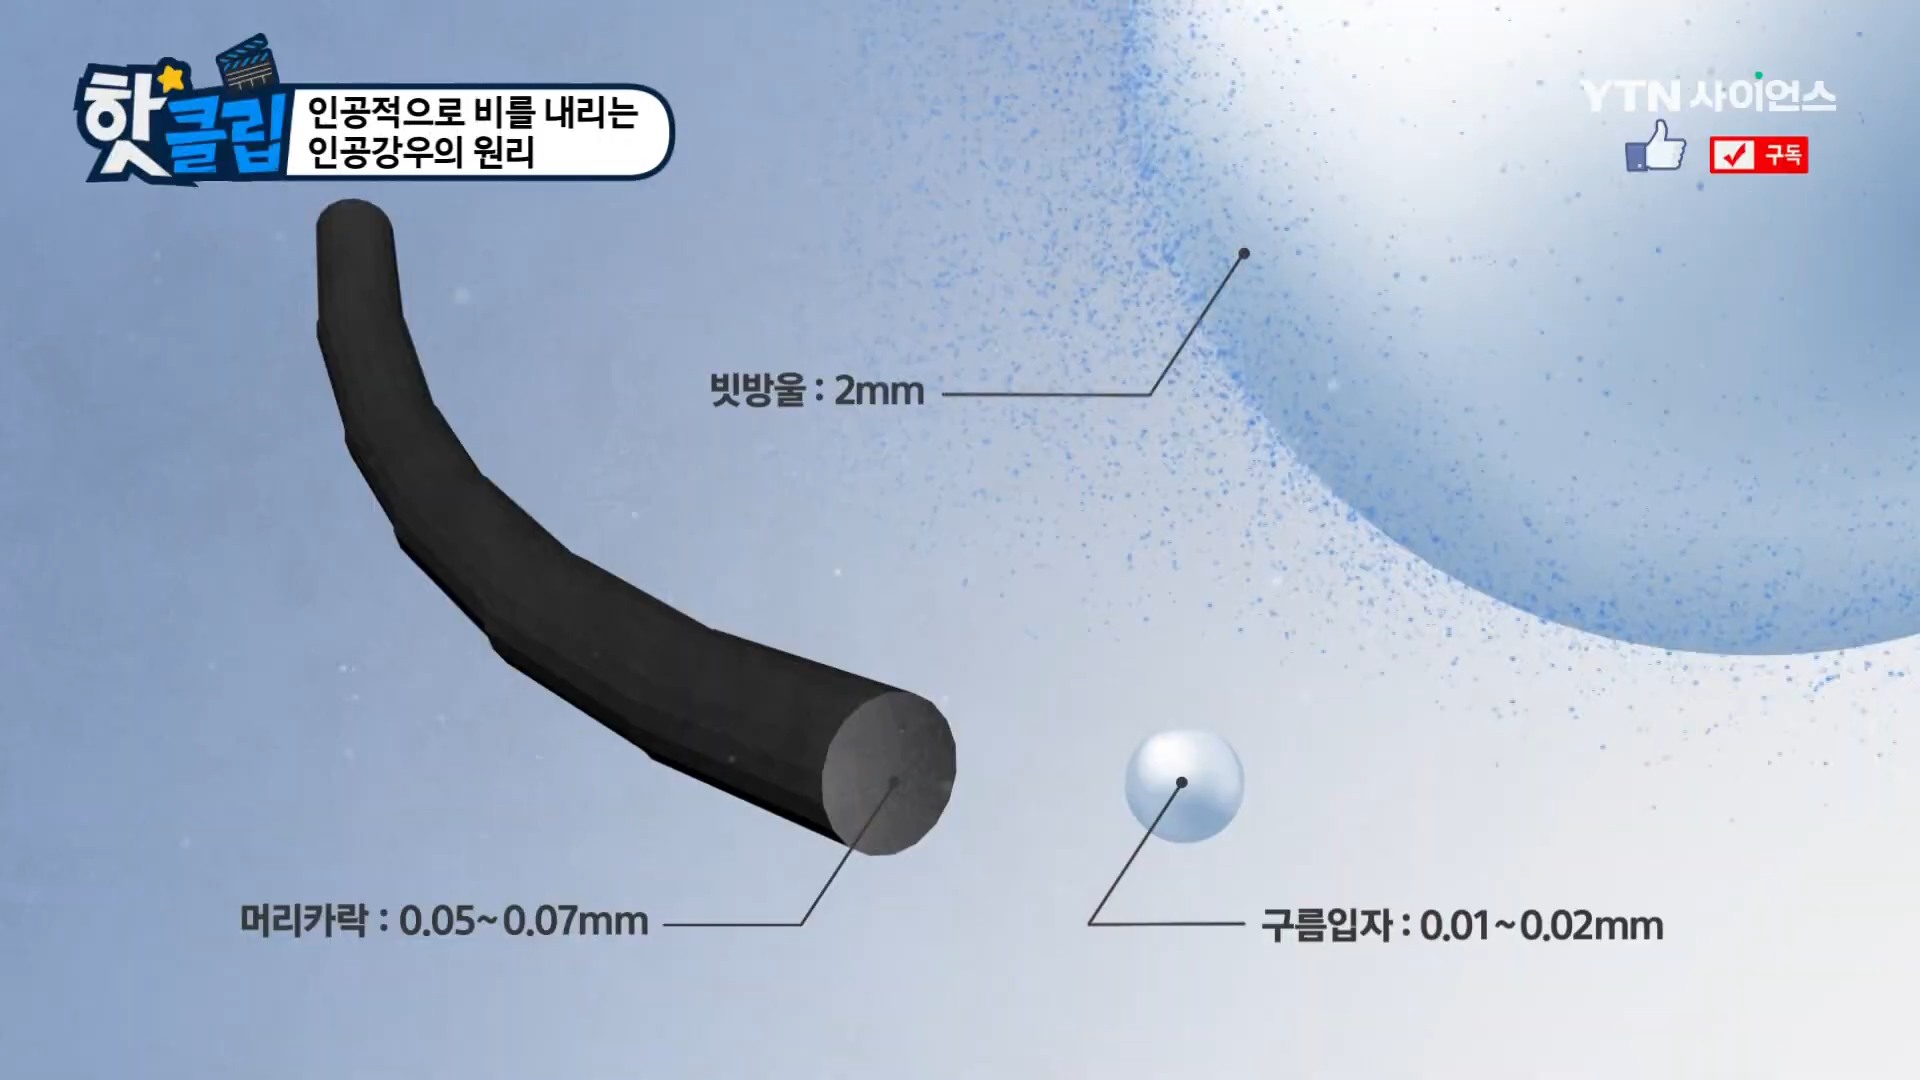 핫클립
인공적으로 비를 내리는
인공강우의 원리
YTN 사이언스
구독
빗방울 : 2mm
머리카락 : 0.05~0.07mm
구름입자 : 0.01~0.02mm